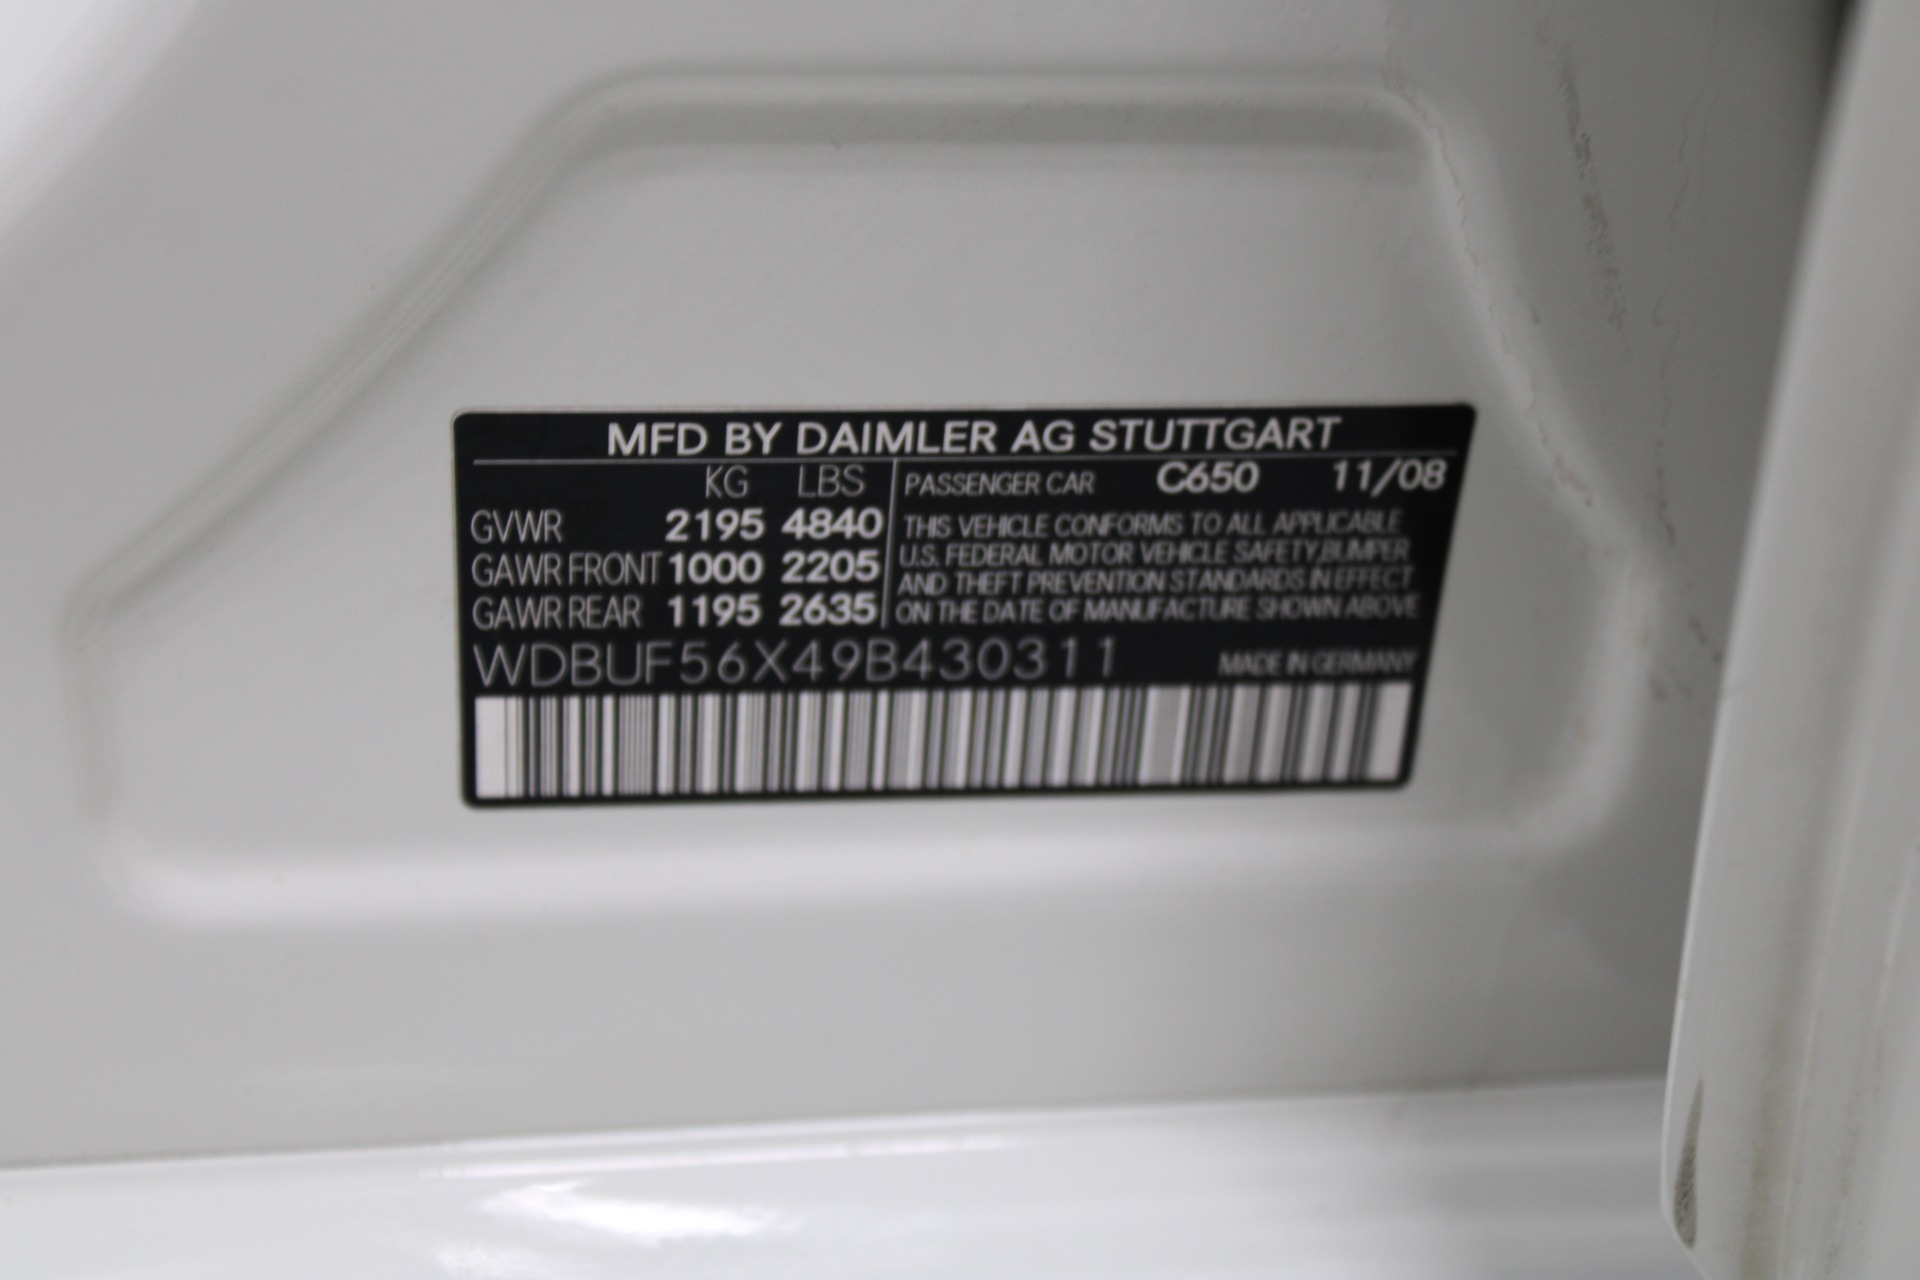 MFD BY DAIMLER AG STUTTGART
KG LBS
GVWR 2195 4840
GAWR FRONT 1000 2205
GAWR REAR 1195 2635
PASSENGER CAR C650 11/08
THIS VEHICLE CONFORMS TO ALL APPLICABLE
U.S. FEDERAL MOTOR VEHICLE SAFETY,BUMPER
AND THEFT PREVENTION STANDARDS IN EFFECT
ON THE DATE OF MANUFACTURE SHOWN ABOVE
WDBUF56X49B430311
MADE IN GERMANY